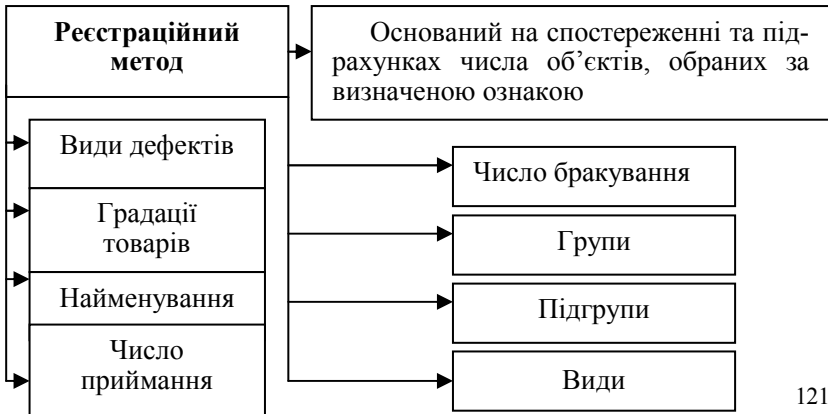 Реєстраційний
метод
Оснований на спостереженні та під-
рахунках числа об’єктів, обраних за
визначеною ознакою
Види дефектів
Градації
товарів
Найменування
Число
приймання
Число бракування
Групи
Підгрупи
Види
121